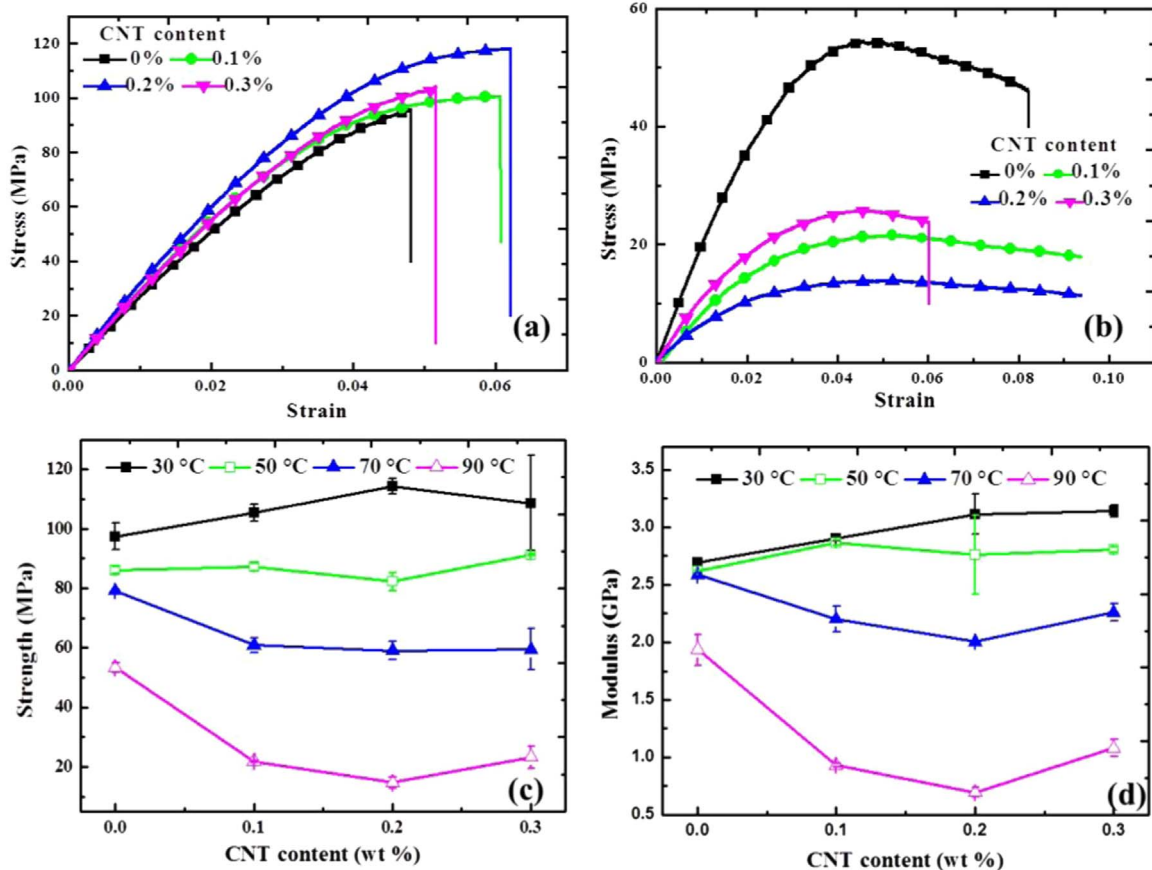 CNT content
0% 0.1%
0.2% 0.3%
120
100
80
60
40
20
0
Stress (MPa)
0.00 0.02 0.04 0.06
Strain
(a)
60
40
20
0
Stress (MPa)
CNT content
0% 0.1%
0.2% 0.3%
0.00 0.02 0.04 0.06 0.08 0.10
Strain
(b)
30 °C 50 °C 70 °C 90 °C
120
100
80
60
40
20
Strength (MPa)
0.0 0.1 0.2 0.3
CNT content (wt %)
(c)
30 °C 50 °C 70 °C 90 °C
3.5
3.0
2.5
2.0
1.5
1.0
0.5
Modulus (GPa)
0.0 0.1 0.2 0.3
CNT content (wt %)
(d)